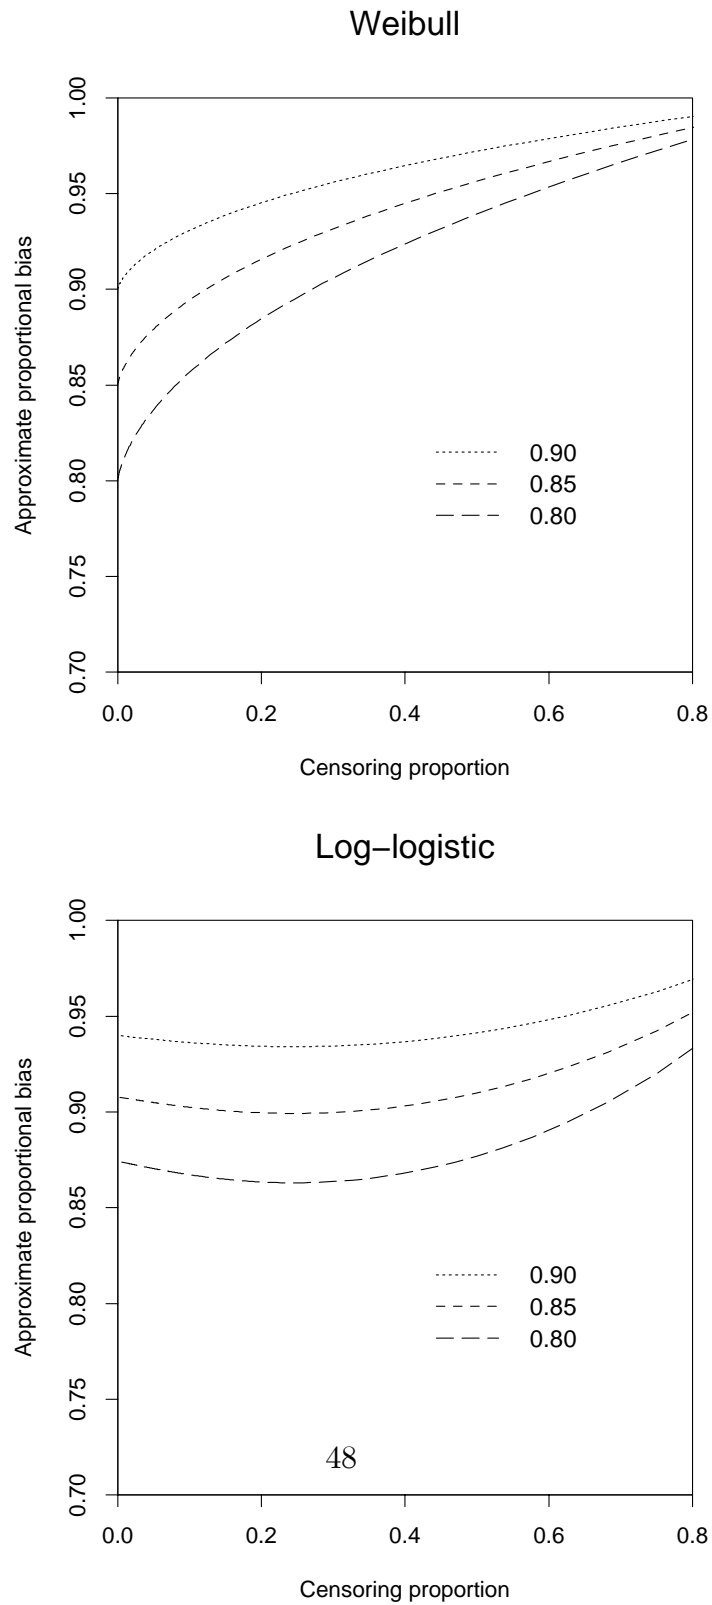 Weibull
Approximate proportional bias
1.00
0.95
0.90
0.85
0.80
0.75
0.70
0.90
0.85
0.80
0.0 0.2 0.4 0.6 0.8
Censoring proportion
Log−logistic
Approximate proportional bias
1.00
0.95
0.90
0.85
0.80
0.75
0.70
0.90
0.85
0.80
48
0.0 0.2 0.4 0.6 0.8
Censoring proportion